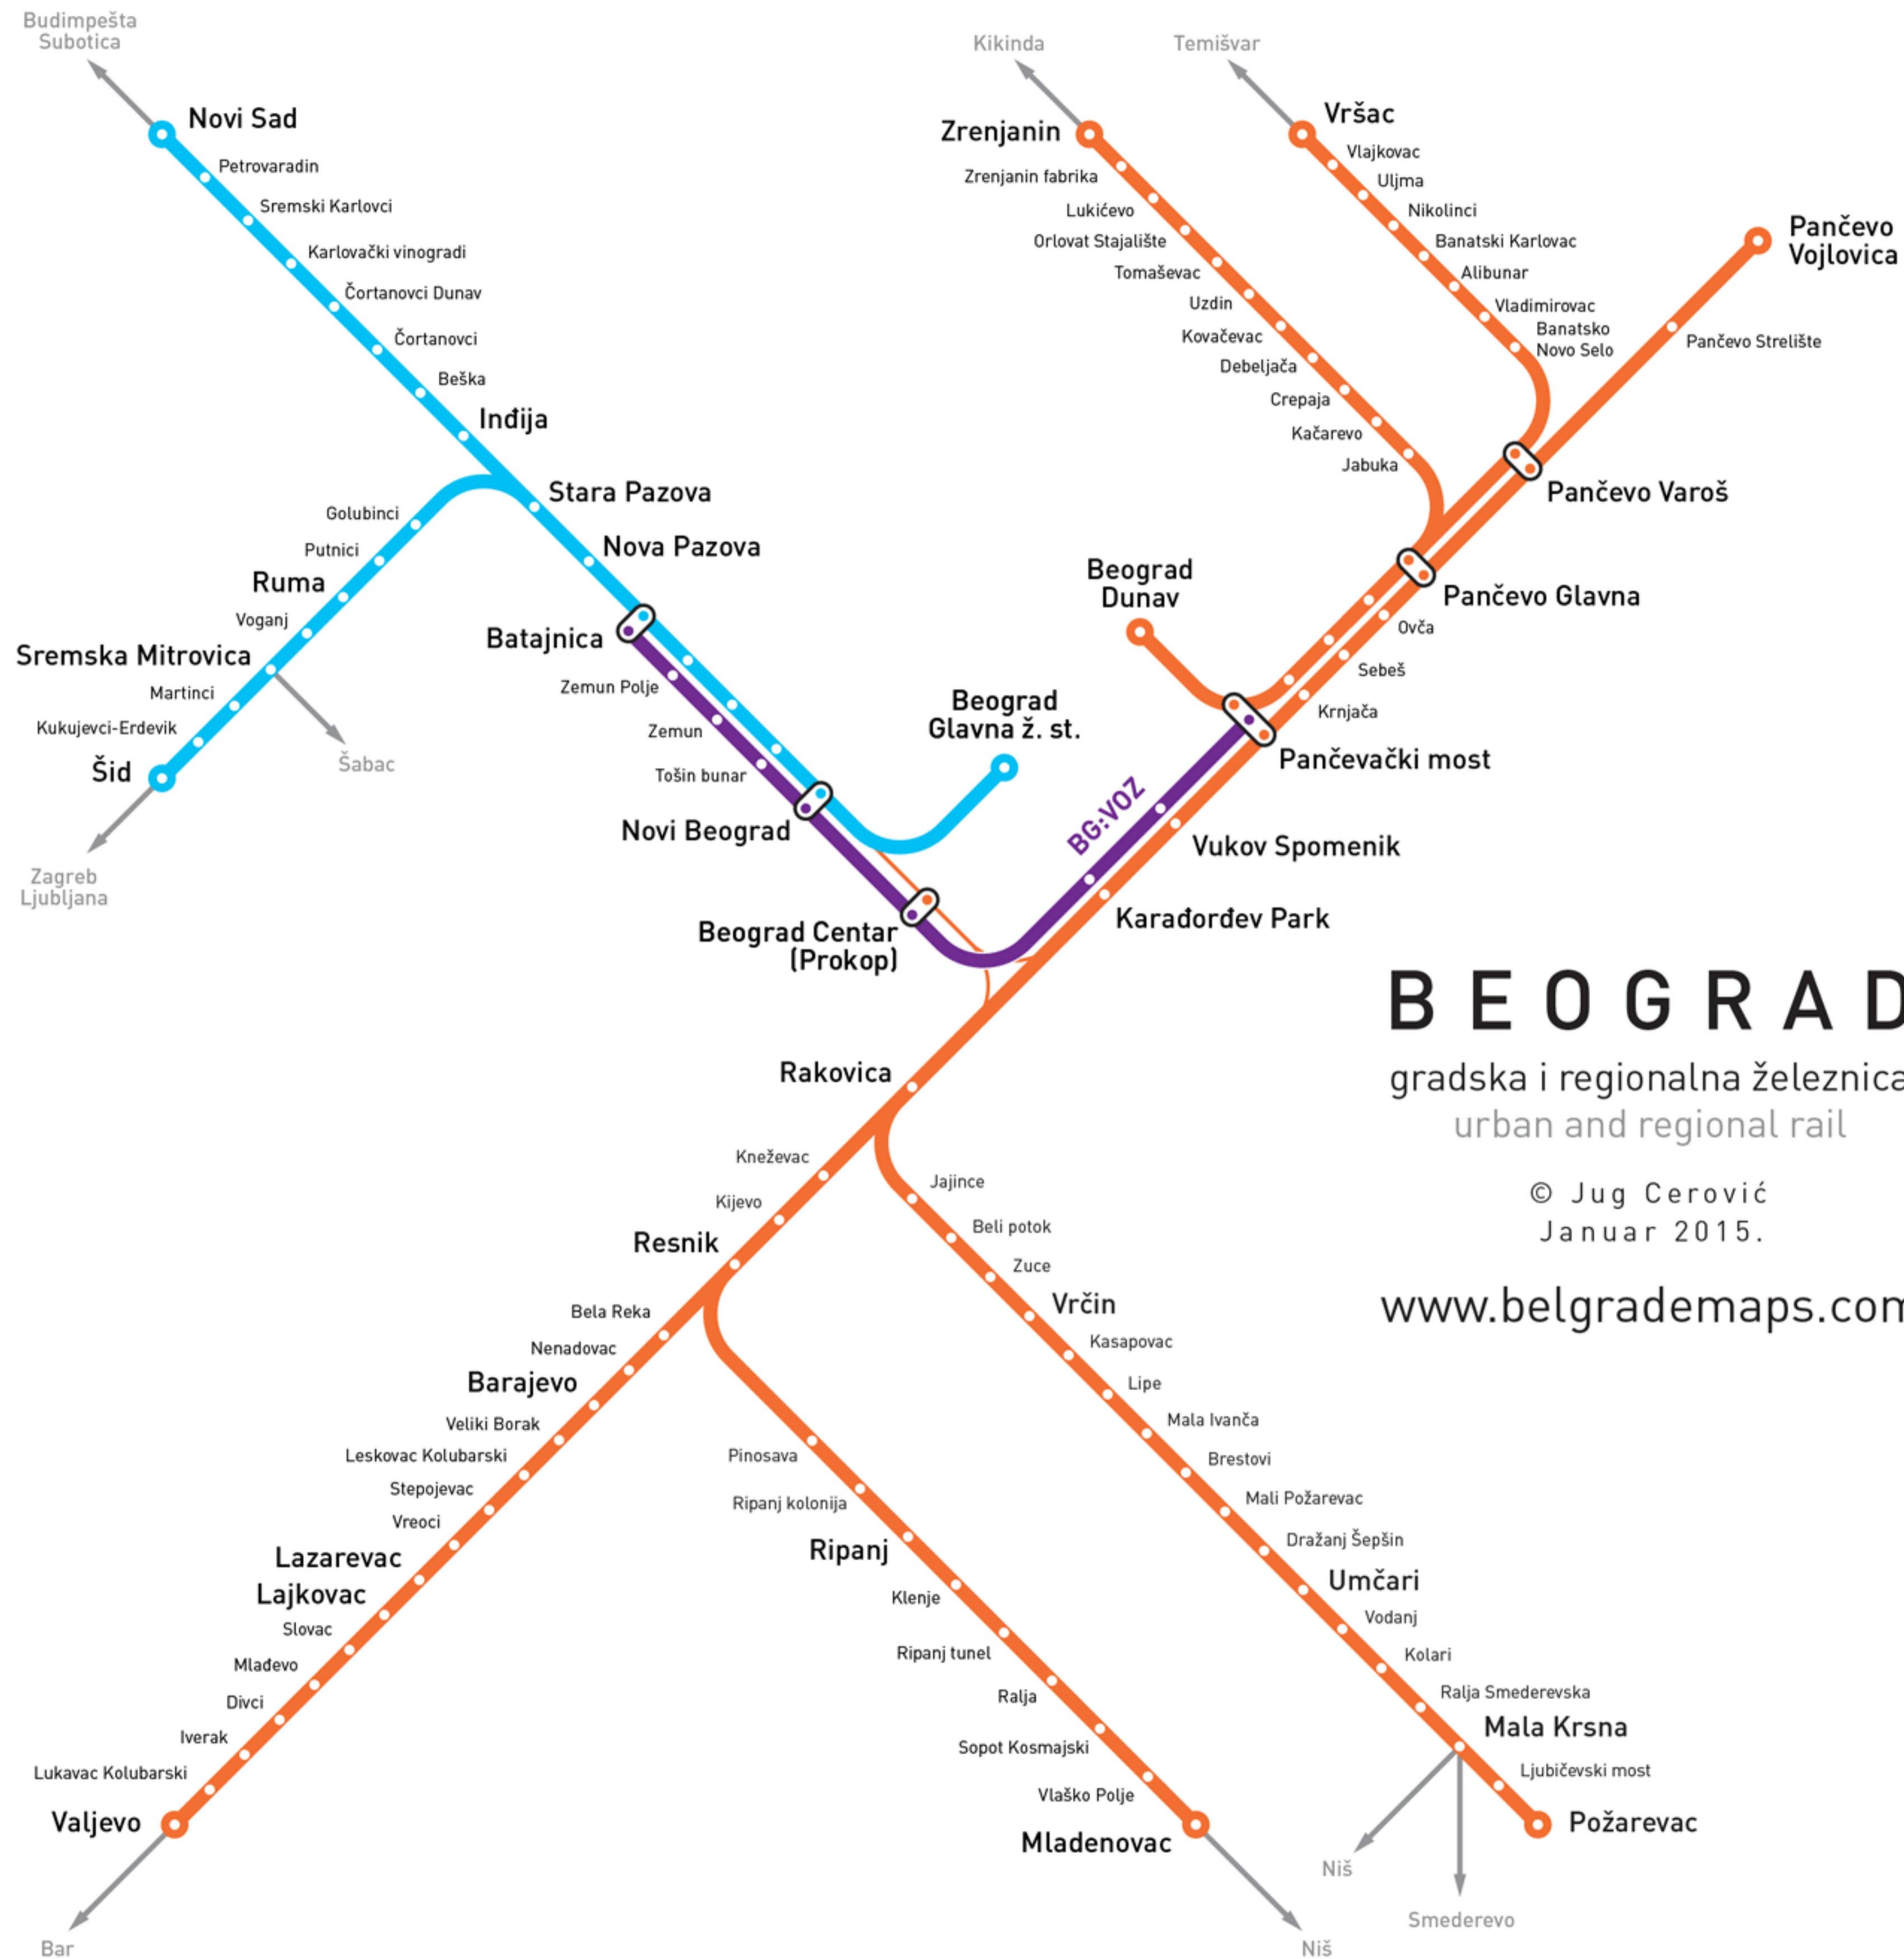 Budimpešta
Subotica
Kikinda
Temišvar
Novi Sad
Petrovaradin
Sremski Karlovci
Karlovački vinogradi
Čortanovci Dunav
Čortanovci
Beška
Inđija
Stara Pazova
Nova Pazova
Golubinci
Putnici
Ruma
Voganj
Sremska Mitrovica
Martinci
Kukujevci-Erdevik
Šid
Šabac
Zagreb
Ljubljana
Batajnica
Zemun Polje
Zemun
Tošin bunar
Novi Beograd
Beograd
Glavna ž. st.
Beograd Centar
(Prokop)
Zrenjanin
Zrenjanin fabrika
Lukićevo
Orlovat Stajalište
Tomaševac
Uzdin
Kovačevac
Debeljača
Crepaja
Kačarevo
Jabuka
Vršac
Vlajkovac
Uljma
Nikolinci
Banatski Karlovac
Alibunar
Vladimirovac
Banatsko
Novo Selo
Pančevo
Vojlovica
Pančevo Strelište
Pančevo Varoš
Pančevo Glavna
Ovča
Sebeš
Krnjača
Beograd
Dunav
Pančevački most
BG:VOZ
Vukov Spomenik
Karađorđev Park
Rakovica
Kneževac
Kijevo
Resnik
Bela Reka
Nenadovac
Barajevo
Veliki Borak
Leskovac Kolubarski
Stepojevac
Vreoci
Lazarevac
Lajkovac
Slovac
Mlađevo
Divci
Iverak
Lukavac Kolubarski
Valjevo
Bar
Pinosava
Ripanj kolonija
Ripanj
Klenje
Ripanj tunel
Ralja
Sopot Kosmajski
Vlaško Polje
Mladenovac
Niš
Jajince
Beli potok
Zuce
Vrčin
Kasapovac
Lipe
Mala Ivanča
Brestovi
Mali Požarevac
Dražanj Šepšin
Umčari
Vodanj
Kolari
Ralja Smederevska
Mala Krsna
Ljubičevski most
Požarevac
Niš
Smederevo
BEOGRAD
gradska i regionalna železnica
urban and regional rail
© Jug Cerović
Januar 2015.
www.belgrademaps.com